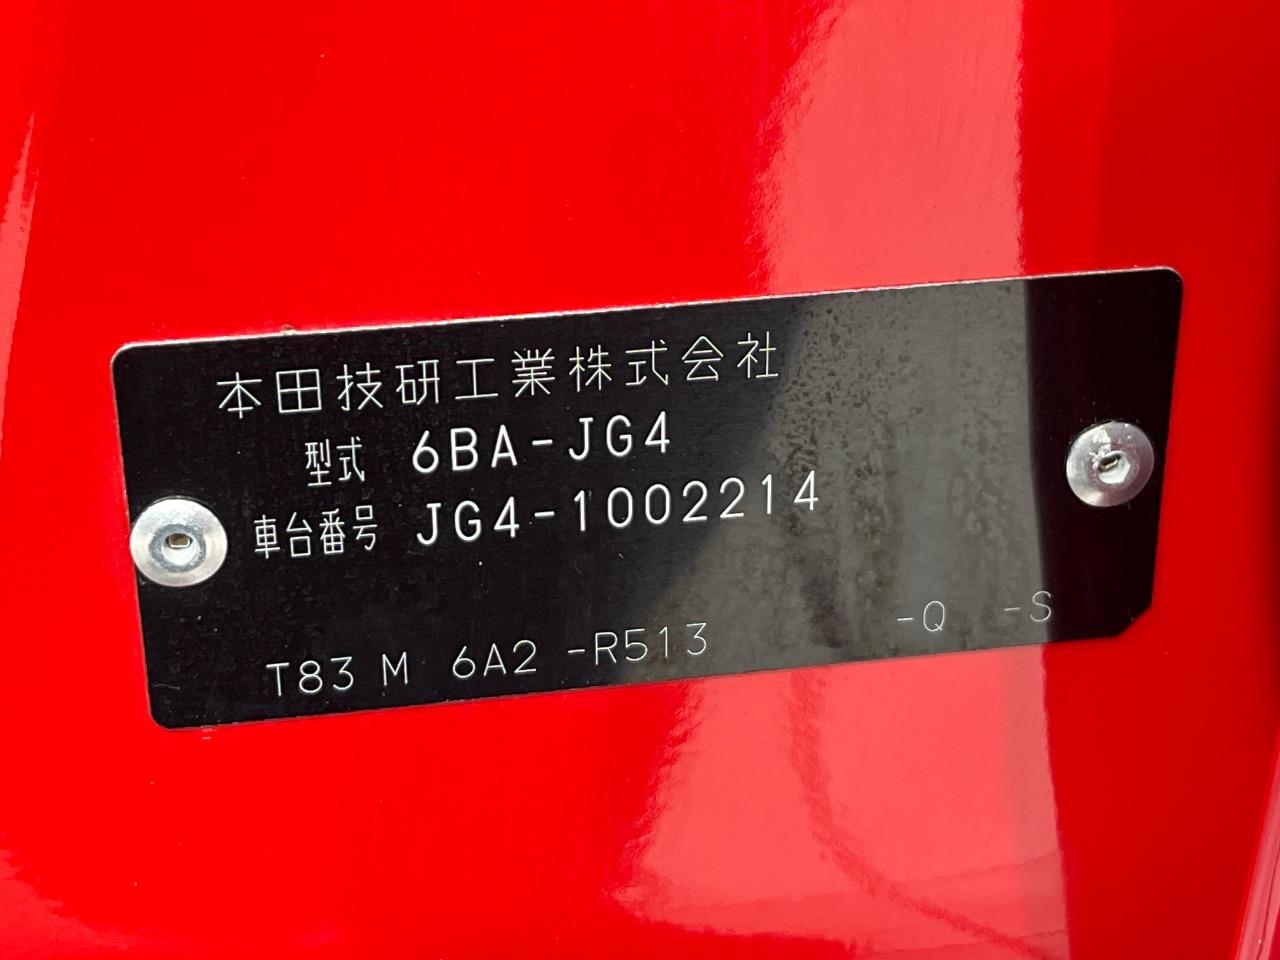 本田技研工業株式会社
型式 6BA-JG4
車台番号 JG4-1002214
T83 M 6A2 -R513 -Q -S